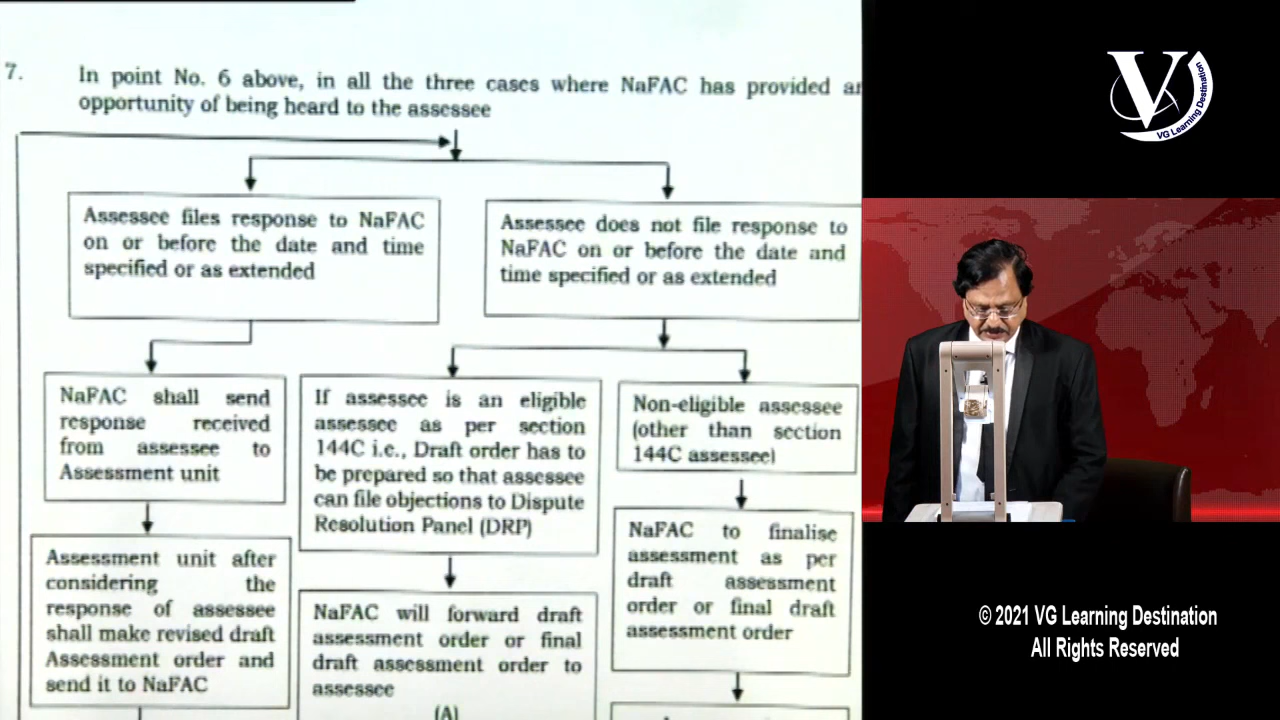 7. In point No. 6 above, in all the three cases where NaFAC has provided
opportunity of being heard to the assessee
Assessee files response to NaFAC
on or before the date and time
specified or as extended
Assessee does not file response to
NaFAC on or before the date and
time specified or as extended
NaFAC shall send
response received
from assessee to
Assessment unit
If assessee is an eligible
assessee as per section
144C i.e., Draft order has to
be prepared so that assessee
can file objections to Dispute
Resolution Panel (DRP)
Non-eligible assessee
(other than section
144C assessee)
Assessment unit after
considering the
response of assessee
shall make revised draft
Assessment order and
send it to NaFAC
NaFAC will forward draft
assessment order or final
draft assessment order to
assessee
(A)
NaFAC to finalise
assessment as per
draft assessment
order or final draft
assessment order
V
VG Learning Destination
© 2021 VG Learning Destination
All Rights Reserved